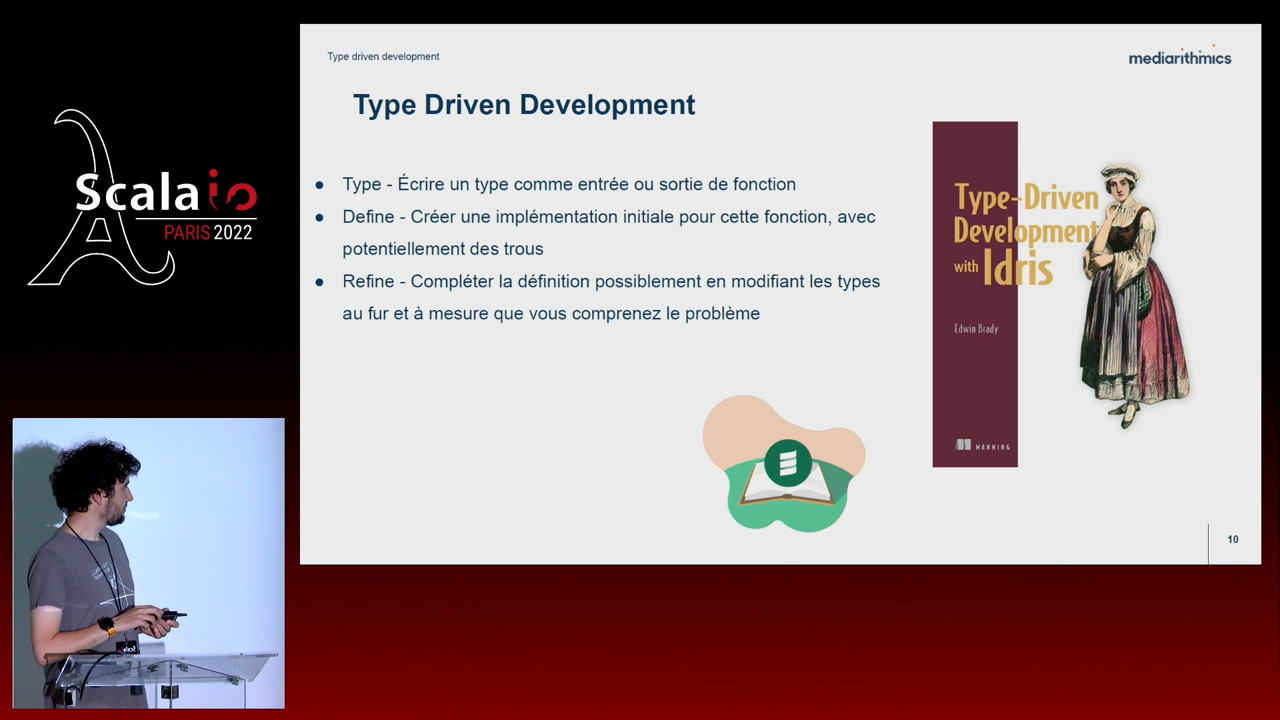 Type driven development
mediarithmics
Type Driven Development
● Type - Écrire un type comme entrée ou sortie de fonction
● Define - Créer une implémentation initiale pour cette fonction, avec
potentiellement des trous
● Refine - Compléter la définition possiblement en modifiant les types
au fur et à mesure que vous comprenez le problème
Type-Driven
Development
with Idris
Edwin Brady
MANNING
10
Scala io
PARIS 2022